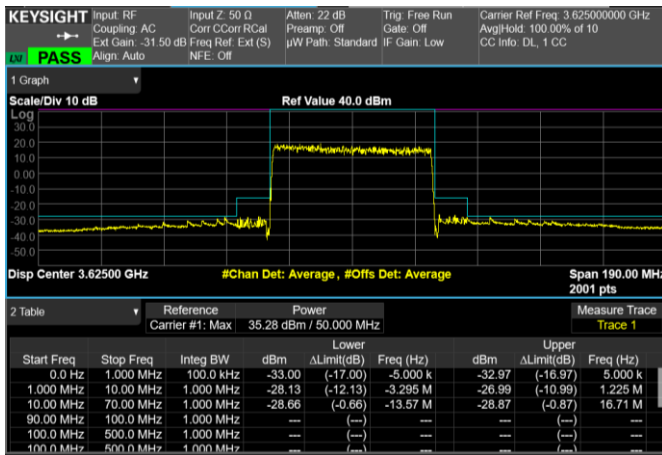 KEYSIGHT Input: RF Input Z: 50 Ω Atten: 22 dB Trig: Free Run Carrier Ref Freq: 3.625000000 GHz
Coupling: AC Corr CCorr RCal Preamp: Off Gate: Off Avg|Hold: 100.00% of 10
Ext Gain: -31.50 dB Freq Ref: Ext (S) µW Path: Standard IF Gain: Low CC Info: DL, 1 CC
LXI PASS Align: Auto NFE: Off
1 Graph
Scale/Div 10 dB Ref Value 40.0 dBm
Log
30.0
20.0
10.0
0.00
-10.0
-20.0
-30.0
-40.0
-50.0
Disp Center 3.62500 GHz #Chan Det: Average , #Offs Det: Average Span 190.00 MHz
2001 pts
2 Table Reference Power Measure Trace
Carrier #1: Max 35.28 dBm / 50.000 MHz Trace 1
Lower Upper
Start Freq Stop Freq Integ BW dBm ΔLimit(dB) Freq (Hz) dBm ΔLimit(dB) Freq (Hz)
0.0 Hz 1.000 MHz 100.0 kHz -33.00 (-17.00) -5.000 k -32.97 (-16.97) 5.000 k
1.000 MHz 10.00 MHz 1.000 MHz -28.13 (-12.13) -3.295 M -26.99 (-10.99) 1.225 M
10.00 MHz 70.00 MHz 1.000 MHz -28.66 (-0.66) -13.57 M -28.87 (-0.87) 16.71 M
90.00 MHz 100.0 MHz 1.000 MHz --- (---) --- --- (---) ---
100.0 MHz 500.0 MHz 1.000 MHz --- (---) --- --- (---) ---
100.0 MHz 500.0 MHz 1.000 MHz --- (---) --- --- (---) ---